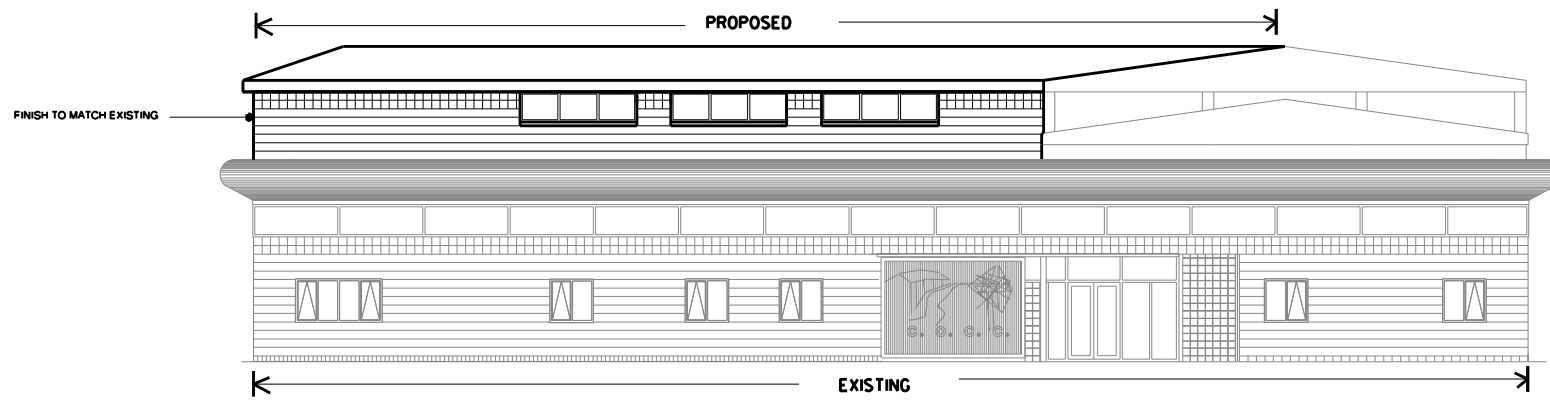 PROPOSED
FINISH TO MATCH EXISTING
C. O. C. C.
EXISTING